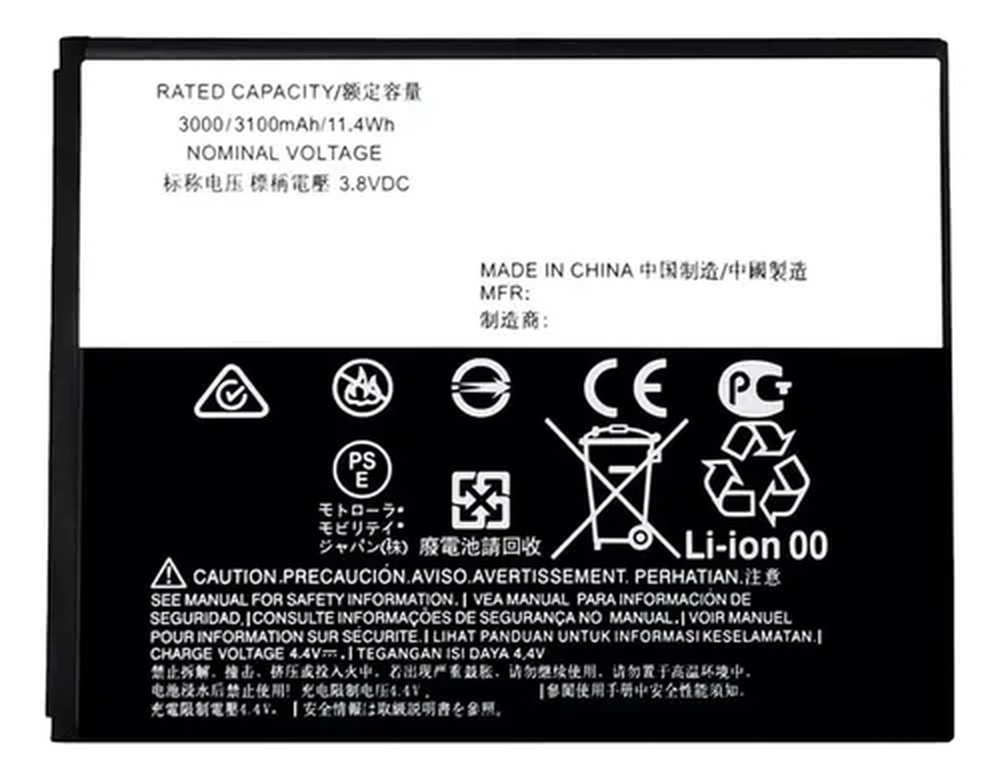 RATED CAPACITY/额定容量
3000/3100mAh/11.4Wh
NOMINAL VOLTAGE
标称电压 標稱電壓 3.8VDC
MADE IN CHINA 中国制造/中國製造
MFR:
制造商:
CE
PS
E
モトローラ•
モビリティ•
ジャパン(株) 廢電池請回收
Li-ion 00
CAUTION.PRECAUCIÓN.AVISO.AVERTISSEMENT. PERHATIAN.注意
SEE MANUAL FOR SAFETY INFORMATION. | VEA MANUAL PARA INFORMACIÓN DE
SEGURIDAD.|CONSULTE INFORMAÇÕES DE SEGURANÇA NO MANUAL.|VOIR MANUEL
POUR INFORMATION SUR SÉCURITÉ.| LIHAT PANDUAN UNTUK INFORMASI KESELAMATAN.|
CHARGE VOLTAGE 4.4V⎓.| TEGANGAN ISI DAYA 4,4V
禁止拆解、撞击、挤压或投入火中。若出现严重鼓胀、请勿继续使用。请勿置于高温环境中。
电池浸水后禁止使用! 充电限制电压4.4V. |參閱使用手册中安全性能須知。
充電限制電壓4.4V. | 安全情報は取扱説明書を参照。